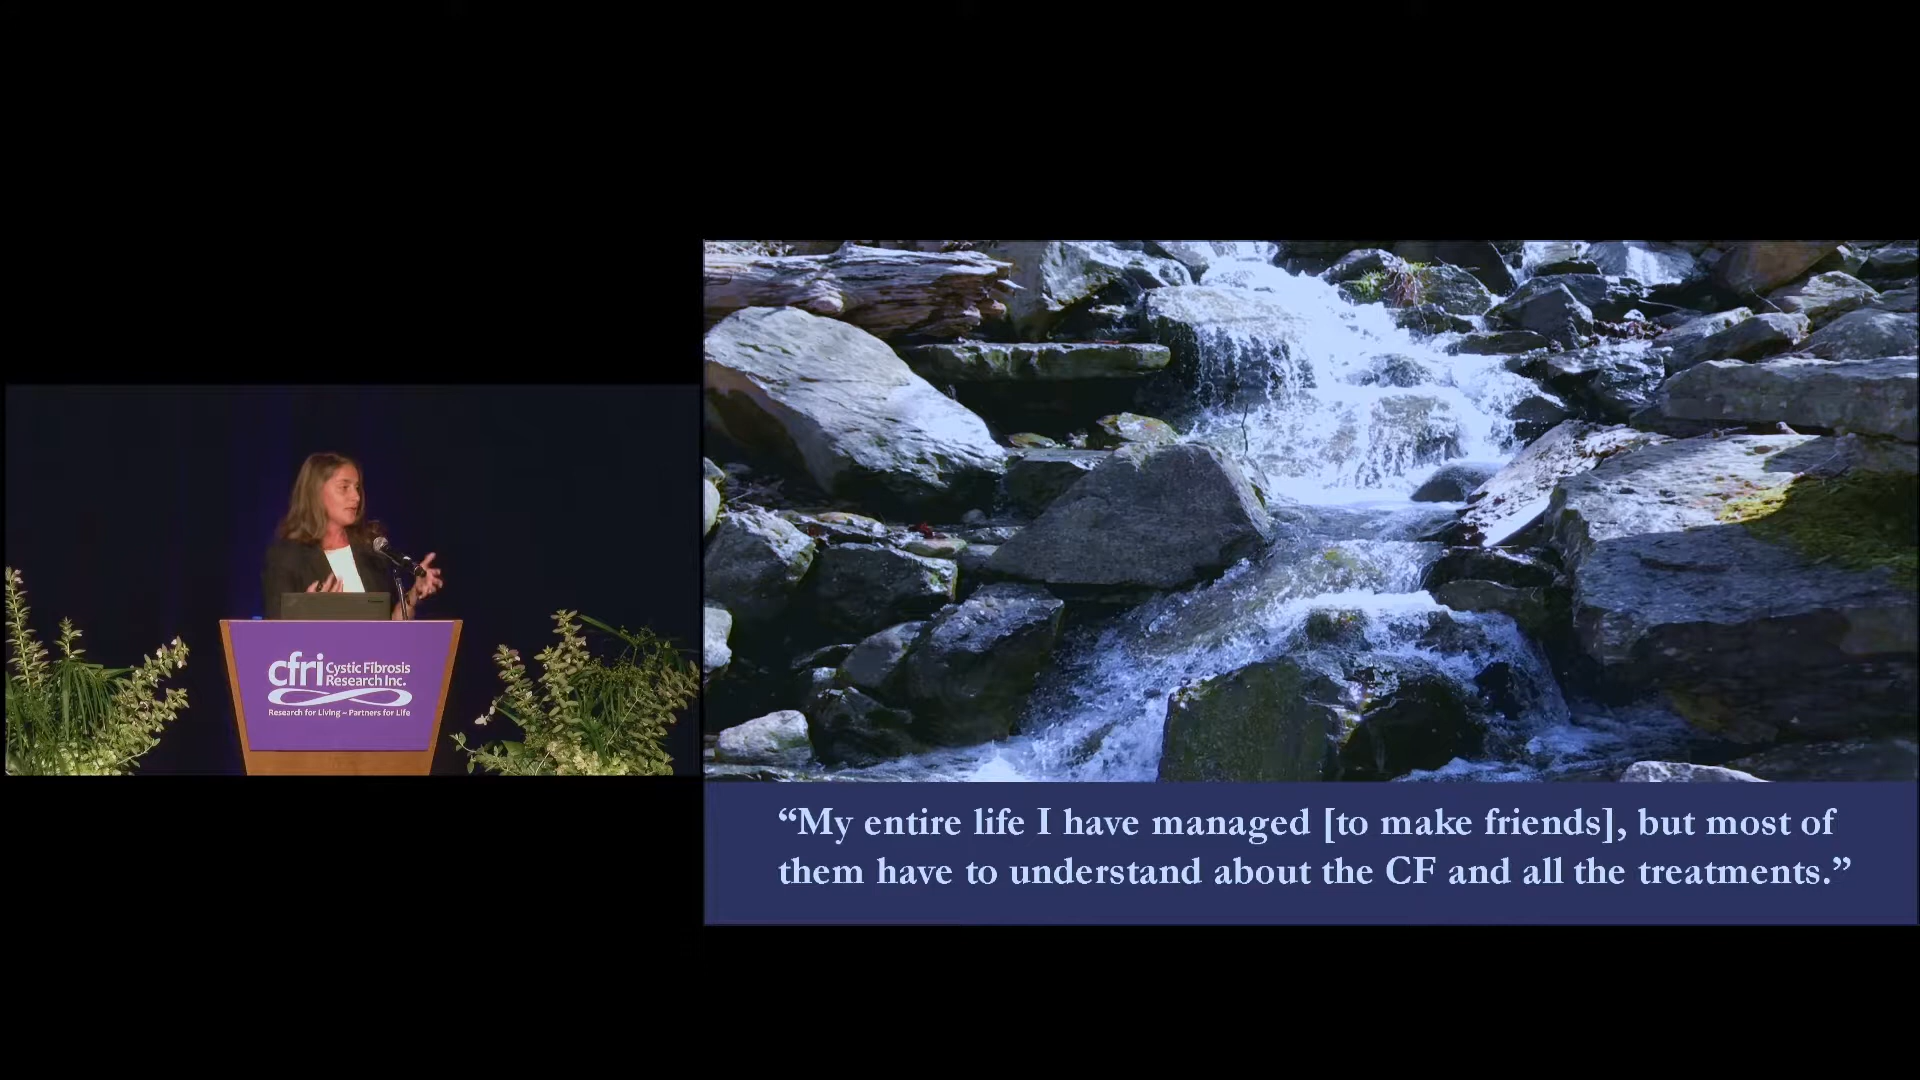 cfri Cystic Fibrosis
Research Inc.
Research for Living – Partners for Life
“My entire life I have managed [to make friends], but most of
them have to understand about the CF and all the treatments.”